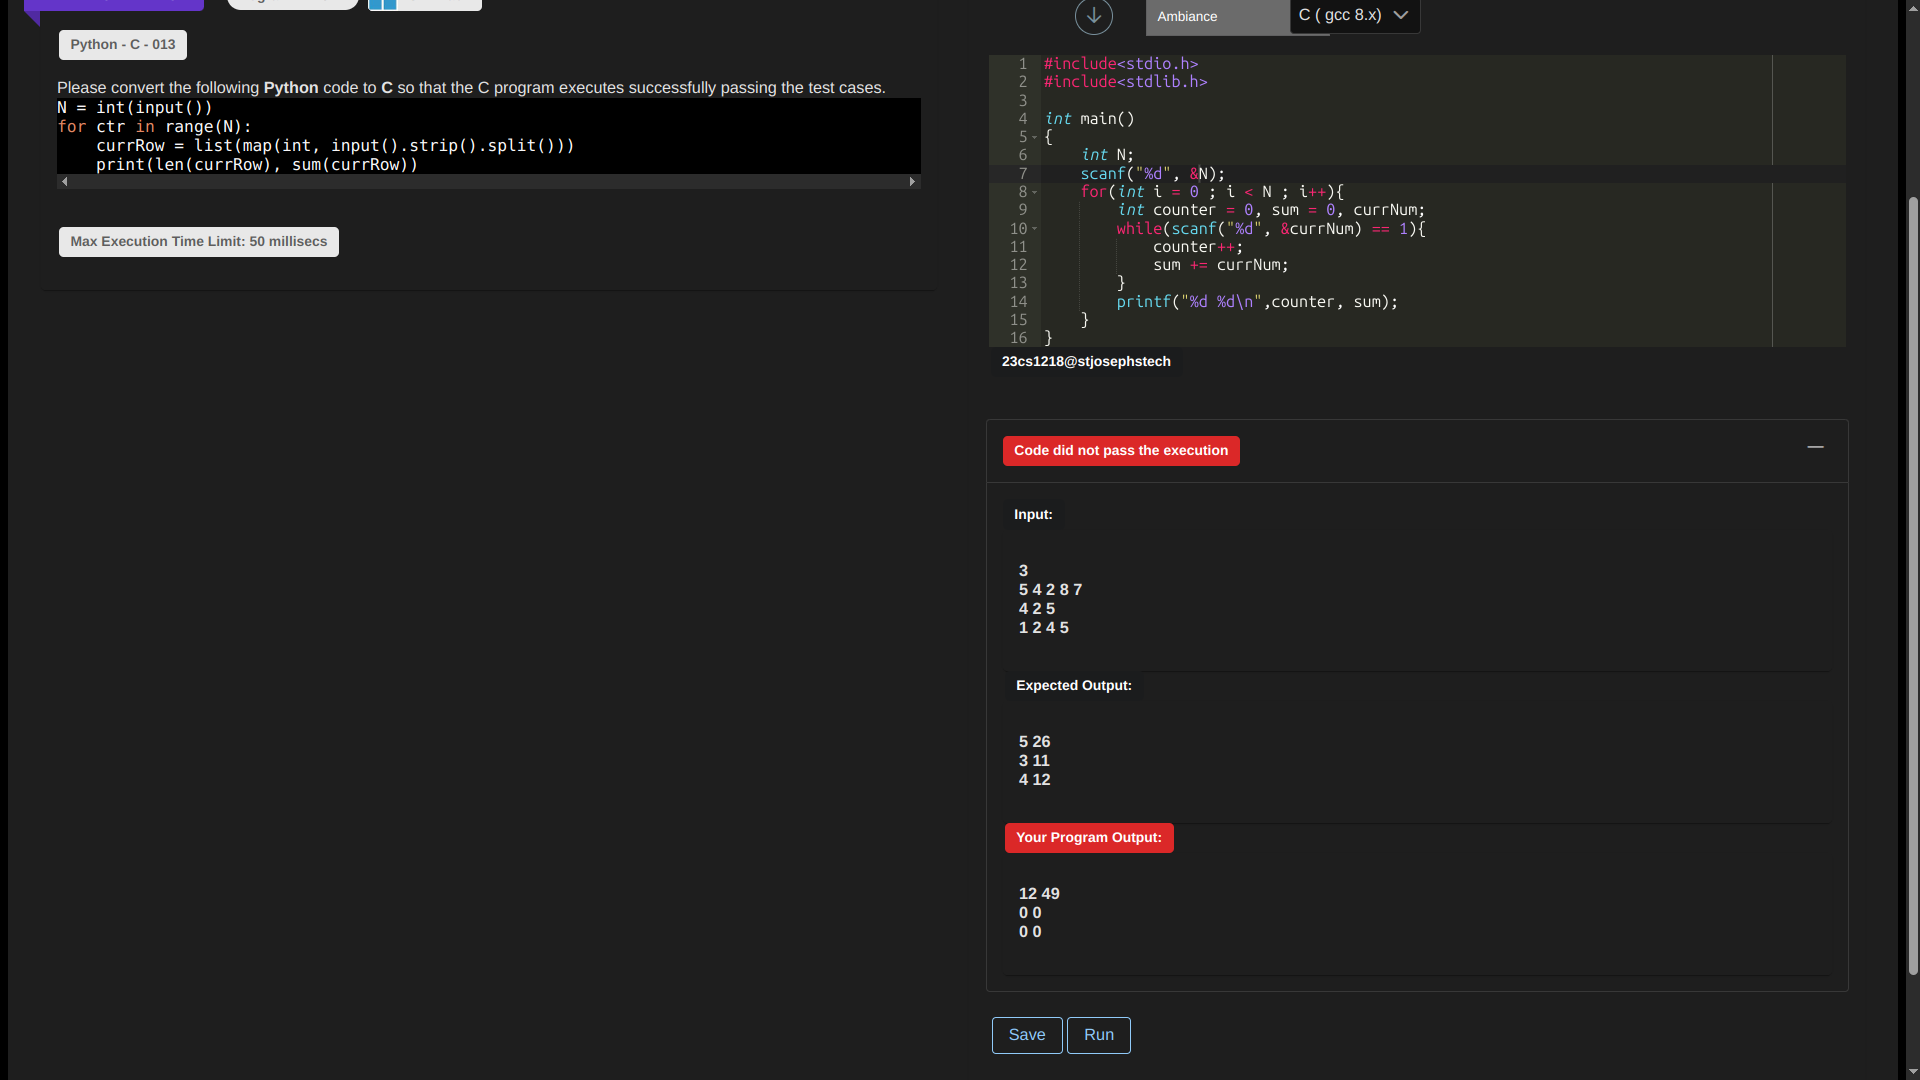 Python - C - 013
Please convert the following Python code to C so that the C program executes successfully passing the test cases.
N = int(input())
for ctr in range(N):
    currRow = list(map(int, input().strip().split()))
    print(len(currRow), sum(currRow))
Max Execution Time Limit: 50 millisecs
Ambiance
C ( gcc 8.x)
1 #include<stdio.h>
2 #include<stdlib.h>
3
4 int main()
5 {
6     int N;
7     scanf("%d", &N);
8     for(int i = 0 ; i < N ; i++){
9         int counter = 0, sum = 0, currNum;
10         while(scanf("%d", &currNum) == 1){
11             counter++;
12             sum += currNum;
13         }
14         printf("%d %d\n",counter, sum);
15     }
16 }
23cs1218@stjosephstech
Code did not pass the execution
Input:
3
5 4 2 8 7
4 2 5
1 2 4 5
Expected Output:
5 26
3 11
4 12
Your Program Output:
12 49
0 0
0 0
Save
Run